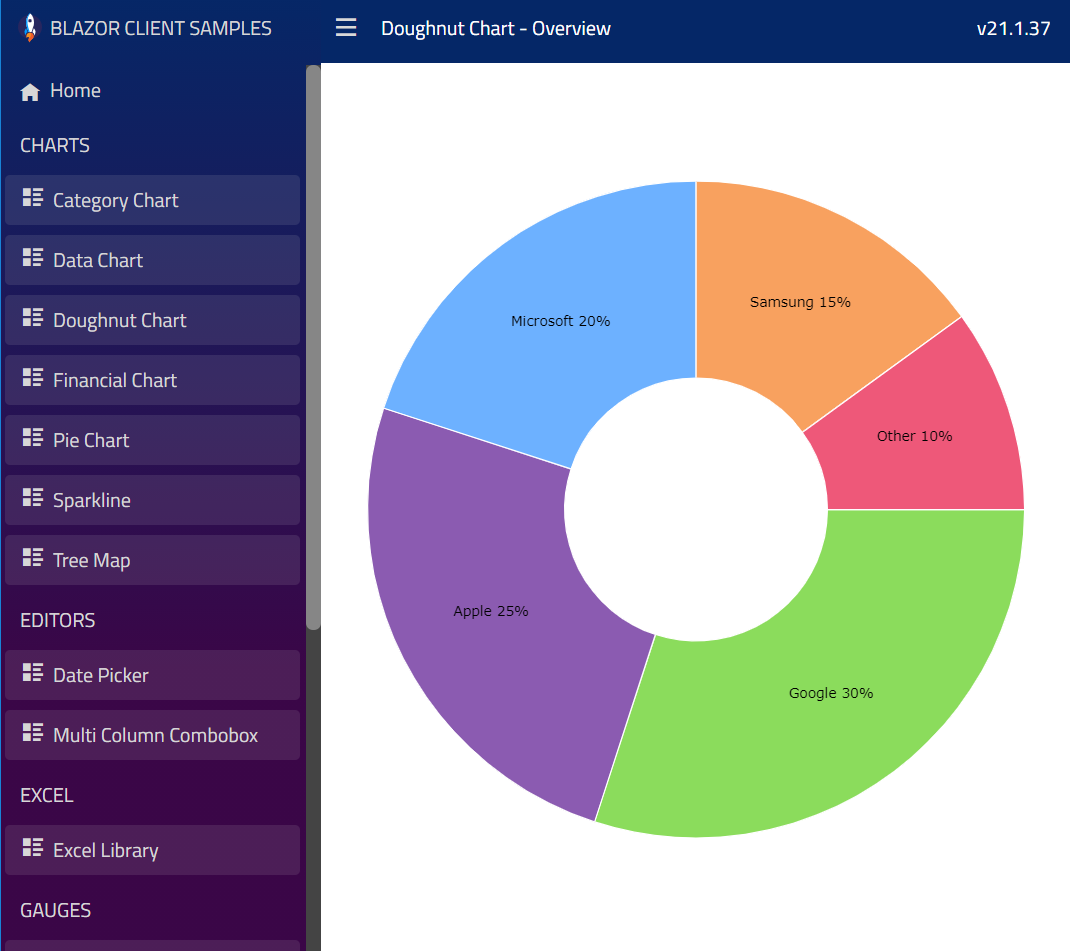 BLAZOR CLIENT SAMPLES
Doughnut Chart - Overview
v21.1.37
Home
CHARTS
Category Chart
Data Chart
Doughnut Chart
Financial Chart
Pie Chart
Sparkline
Tree Map
EDITORS
Date Picker
Multi Column Combobox
EXCEL
Excel Library
GAUGES
Samsung 15%
Microsoft 20%
Other 10%
Apple 25%
Google 30%